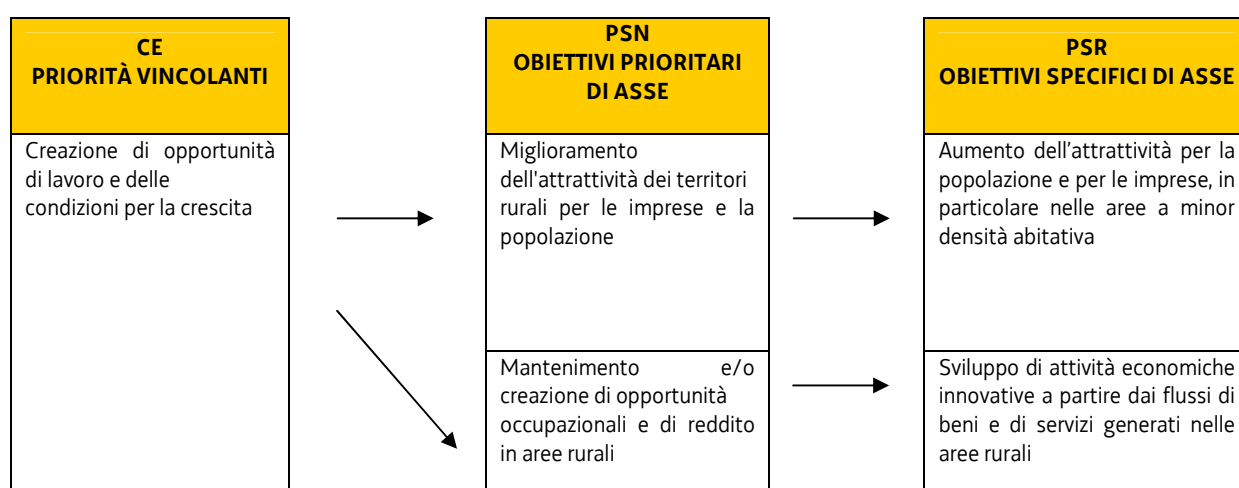 CE
PRIORITÀ VINCOLANTI
Creazione di opportunità
di lavoro e delle
condizioni per la crescita
PSN
OBIETTIVI PRIORITARI
DI ASSE
Miglioramento
dell'attrattività dei territori
rurali per le imprese e la
popolazione
Mantenimento e/o
creazione di opportunità
occupazionali e di reddito
in aree rurali
PSR
OBIETTIVI SPECIFICI DI ASSE
Aumento dell’attrattività per la
popolazione e per le imprese, in
particolare nelle aree a minor
densità abitativa
Sviluppo di attività economiche
innovative a partire dai flussi di
beni e di servizi generati nelle
aree rurali